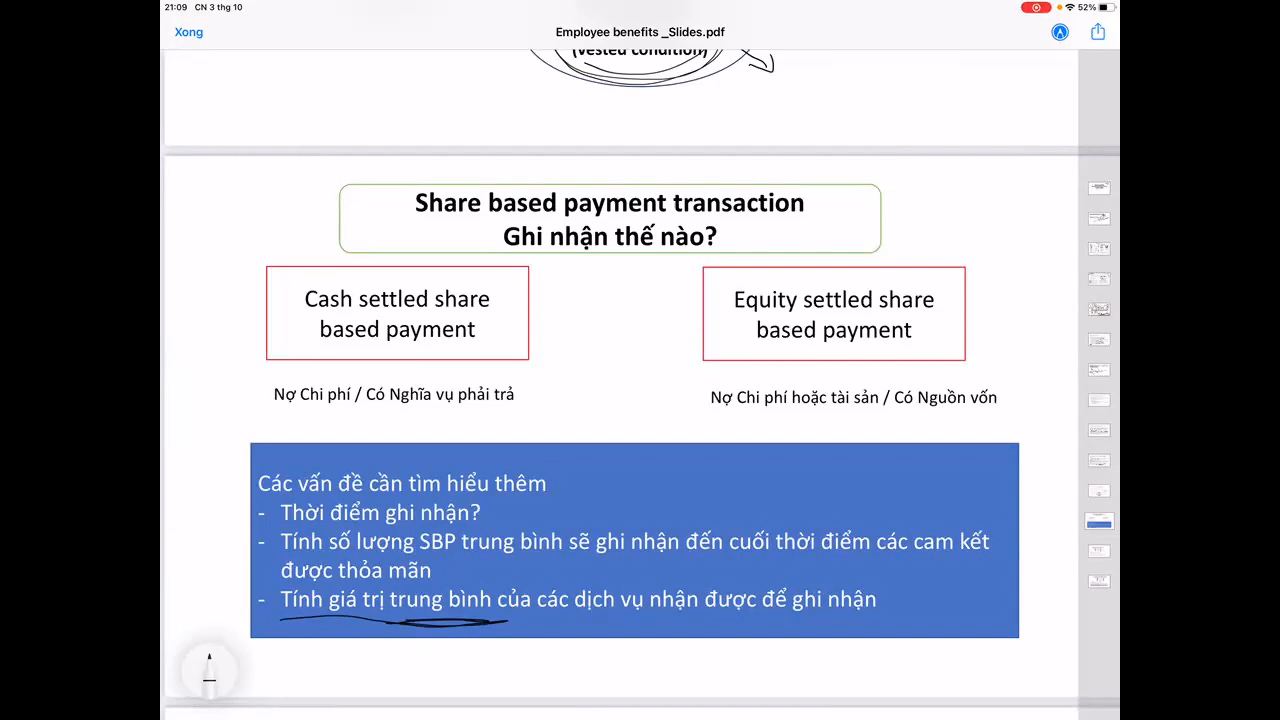 21:09 CN 3 thg 10
52%
Xong
Employee benefits _Slides.pdf
(vested condition)
Share based payment transaction
Ghi nhận thế nào?
Cash settled share
based payment
Equity settled share
based payment
Nợ Chi phí / Có Nghĩa vụ phải trả
Nợ Chi phí hoặc tài sản / Có Nguồn vốn
Các vấn đề cần tìm hiểu thêm
- Thời điểm ghi nhận?
- Tính số lượng SBP trung bình sẽ ghi nhận đến cuối thời điểm các cam kết
được thỏa mãn
- Tính giá trị trung bình của các dịch vụ nhận được để ghi nhận